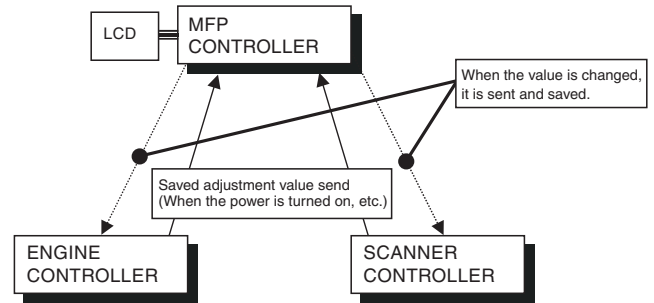 LCD
MFP
CONTROLLER
When the value is changed,
it is sent and saved.
Saved adjustment value send
(When the power is turned on, etc.)
ENGINE
CONTROLLER
SCANNER
CONTROLLER